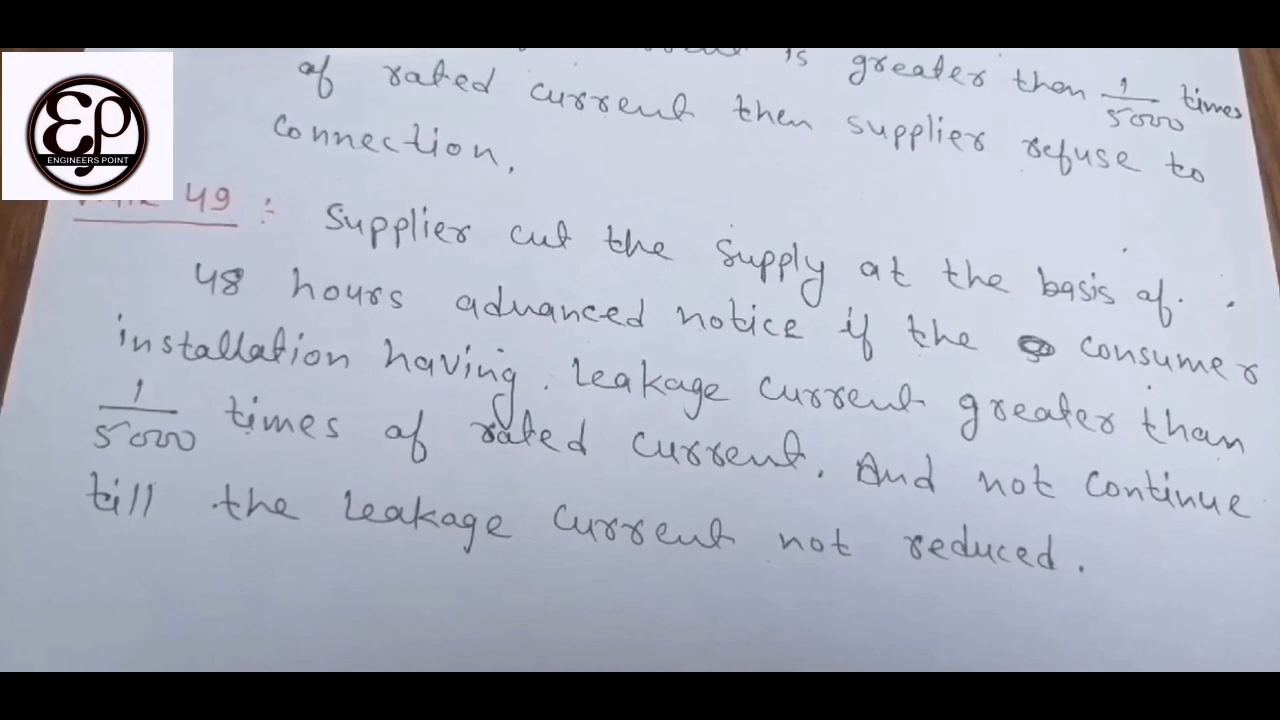 is greater then 1/5000 times
of rated current then supplier refuse to
connection.
49 :- Supplier cut the supply at the basis of.
48 hours advanced notice if the consumer
installation having. Leakage current greater than
1/5000 times of rated current. And not continue
till the Leakage current not reduced.
EP
ENGINEERS POINT